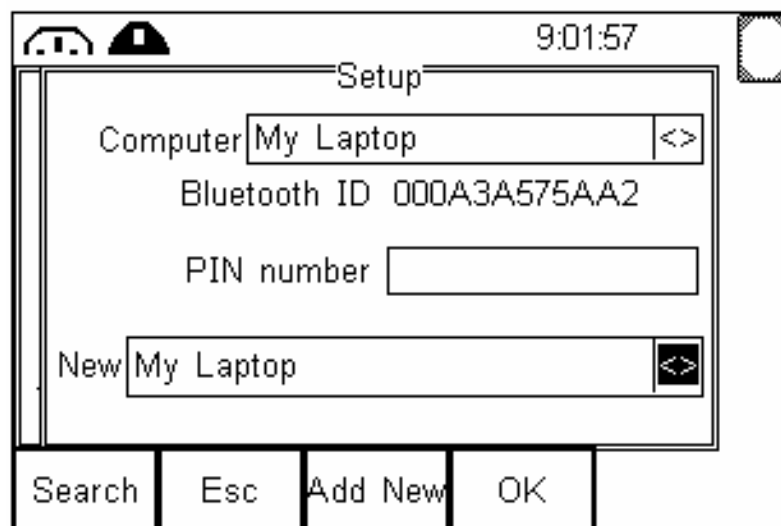 9:01:57
Setup
Computer My Laptop <>
Bluetooth ID 000A3A575AA2
PIN number
New My Laptop <>
Search Esc Add New OK